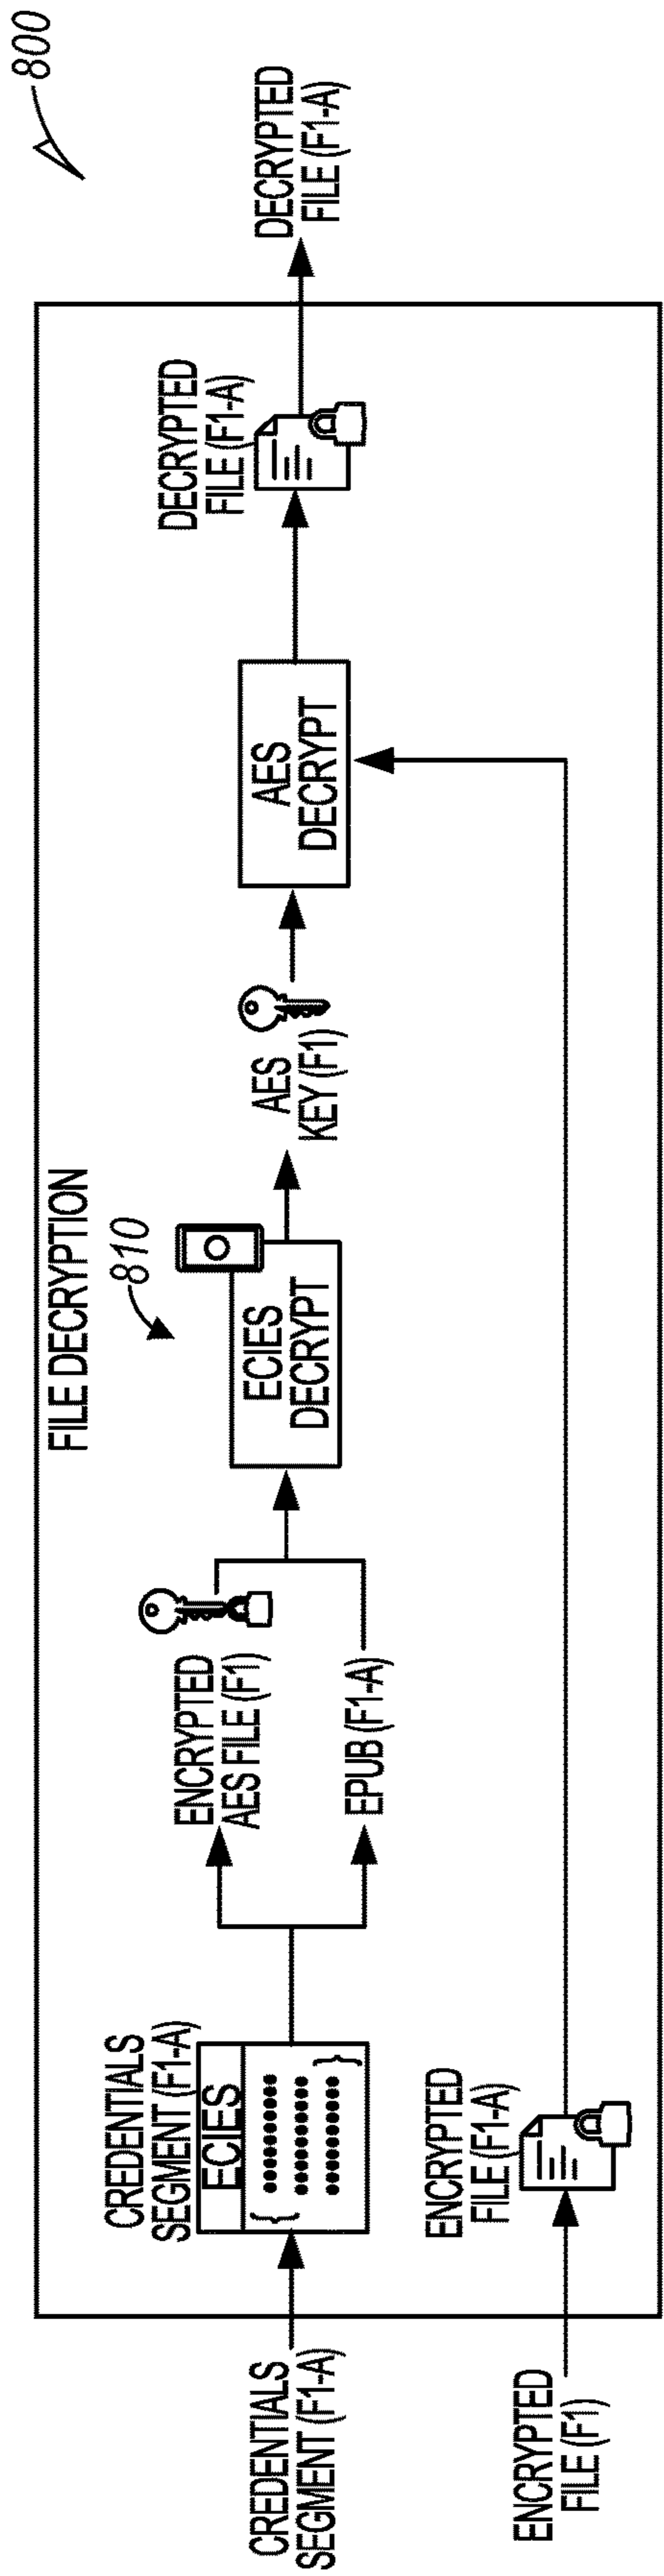 800
FILE DECRYPTION
810
CREDENTIALS
SEGMENT (F1-A)
CREDENTIALS
SEGMENT (F1-A)
ECIES
{
}
ENCRYPTED
AES FILE (F1)
EPUB (F1-A)
ECIES
DECRYPT
AES
KEY (F1)
AES
DECRYPT
DECRYPTED
FILE (F1-A)
DECRYPTED
FILE (F1-A)
ENCRYPTED
FILE (F1)
ENCRYPTED
FILE (F1-A)